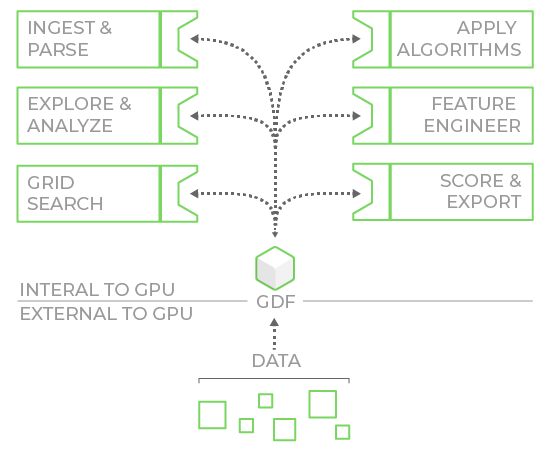 INGEST &
PARSE
APPLY
ALGORITHMS
EXPLORE &
ANALYZE
FEATURE
ENGINEER
GRID
SEARCH
SCORE &
EXPORT
INTERAL TO GPU
GDF
EXTERNAL TO GPU
DATA